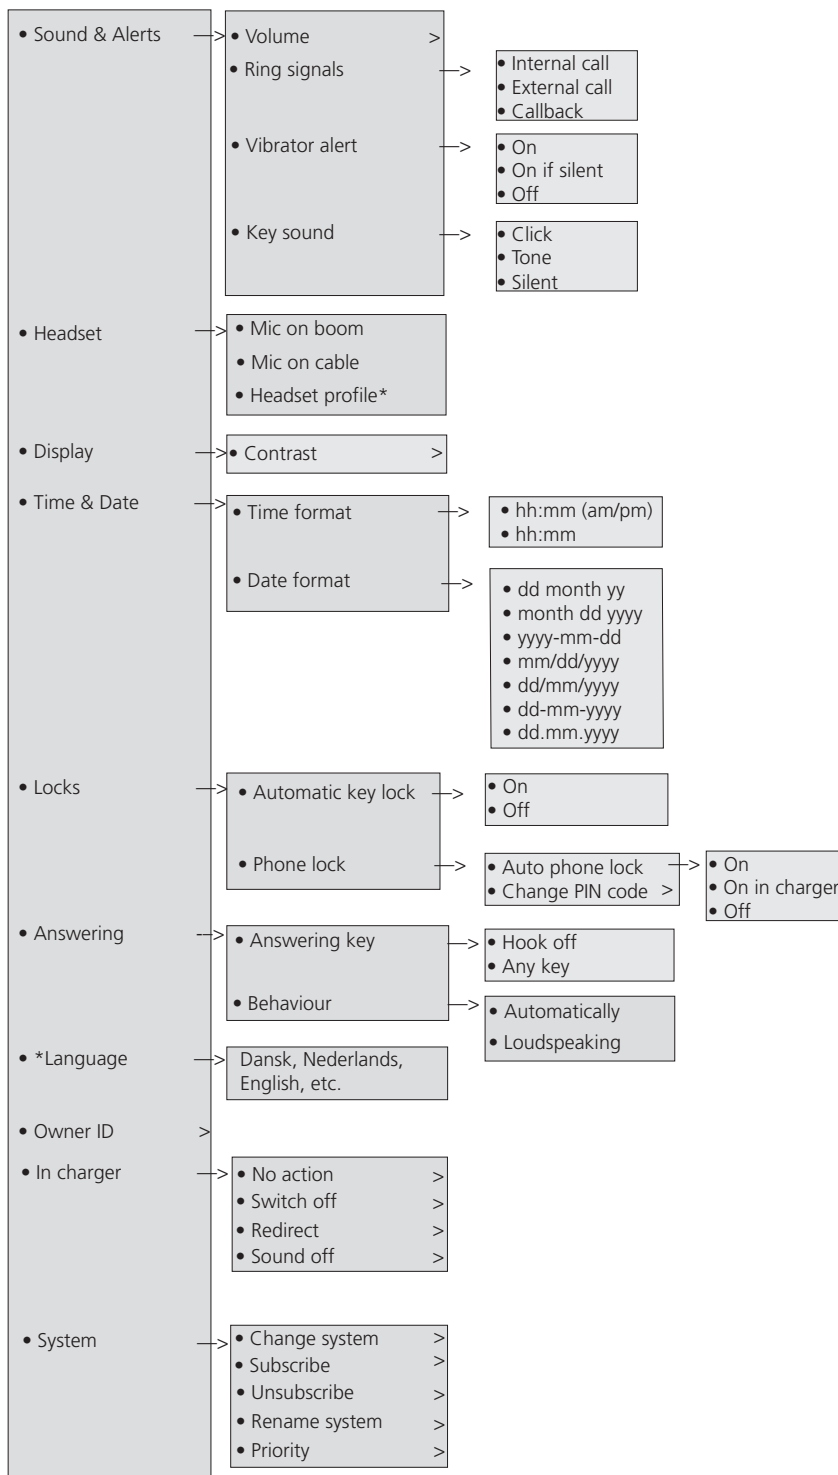 • Sound & Alerts —> • Volume >
• Ring signals —> • Internal call
• External call
• Callback
• Vibrator alert —> • On
• On if silent
• Off
• Key sound —> • Click
• Tone
• Silent
• Headset —> • Mic on boom
• Mic on cable
• Headset profile*
• Display —> • Contrast >
• Time & Date —> • Time format —> • hh:mm (am/pm)
• hh:mm
• Date format —> • dd month yy
• month dd yyyy
• yyyy-mm-dd
• mm/dd/yyyy
• dd/mm/yyyy
• dd-mm-yyyy
• dd.mm.yyyy
• Locks —> • Automatic key lock —> • On
• Off
• Phone lock —> • Auto phone lock —> • On
• Change PIN code > • On in charger
• Off
• Answering --—> • Answering key —> • Hook off
• Any key
• Behaviour —> • Automatically
• Loudspeaking
• *Language —> Dansk, Nederlands,
English, etc.
• Owner ID >
• In charger —> • No action >
• Switch off >
• Redirect >
• Sound off >
• System —> • Change system >
• Subscribe >
• Unsubscribe >
• Rename system >
• Priority >